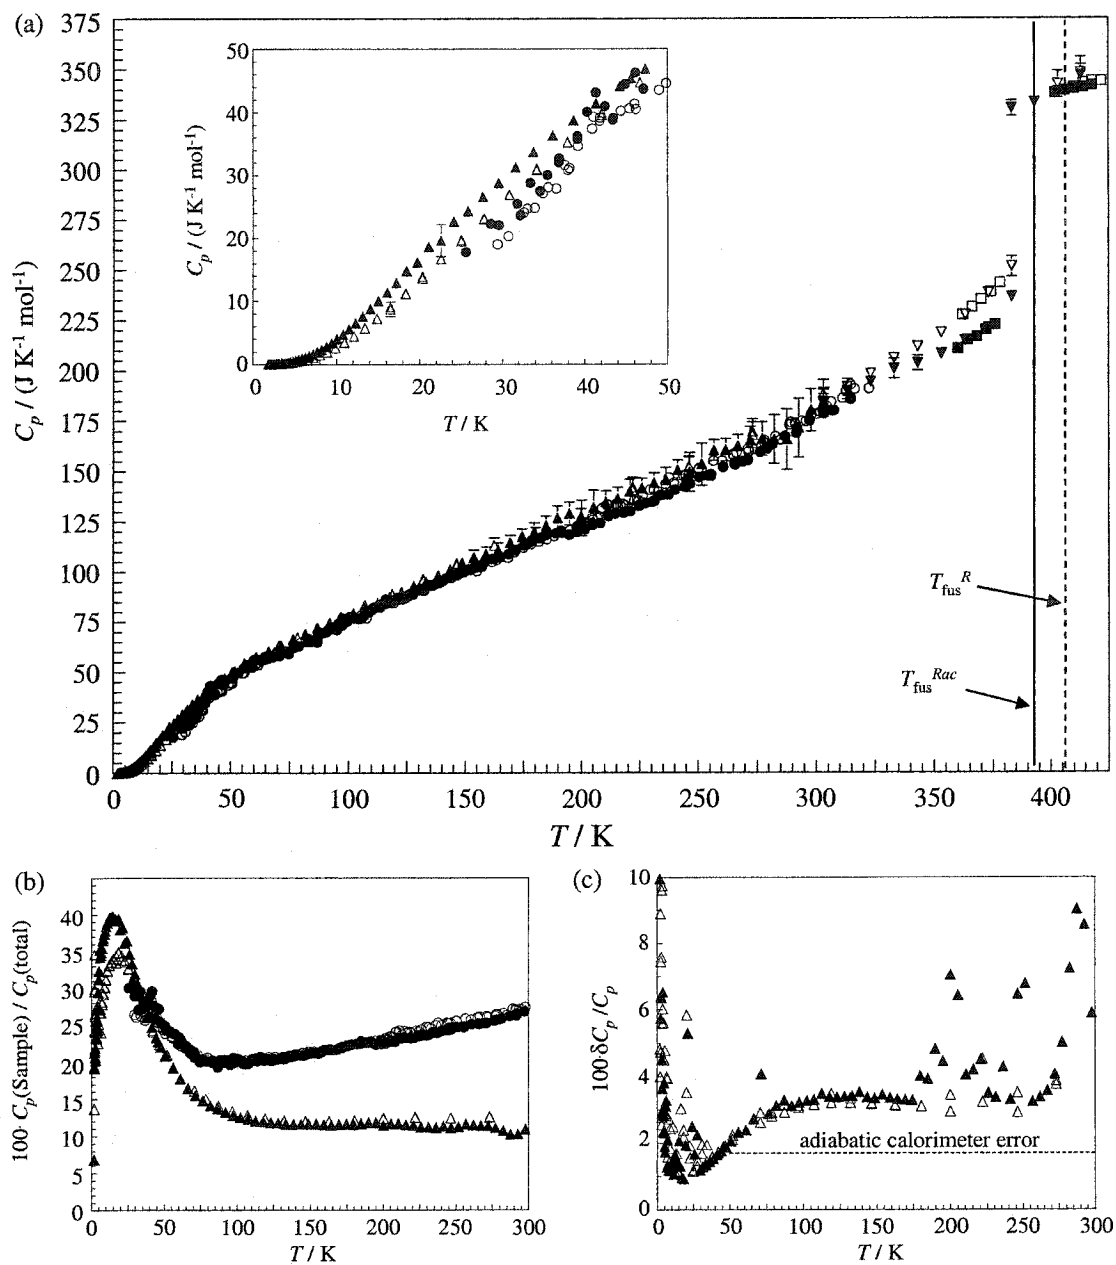 (a)
375
350
325
300
275
250
225
200
175
150
125
100
75
50
25
0
C_p / (J K⁻¹ mol⁻¹)
0 50 100 150 200 250 300 350 400
T / K
50
40
30
20
10
0
C_p / (J K⁻¹ mol⁻¹)
0 10 20 30 40 50
T / K
T_fus^R
T_fus^Rac
(b)
40
35
30
25
20
15
10
5
0
100· C_p(Sample) / C_p(total)
0 50 100 150 200 250 300
T / K
(c)
10
8
6
4
2
0
100·δC_p/C_p
adiabatic calorimeter error
0 50 100 150 200 250 300
T / K